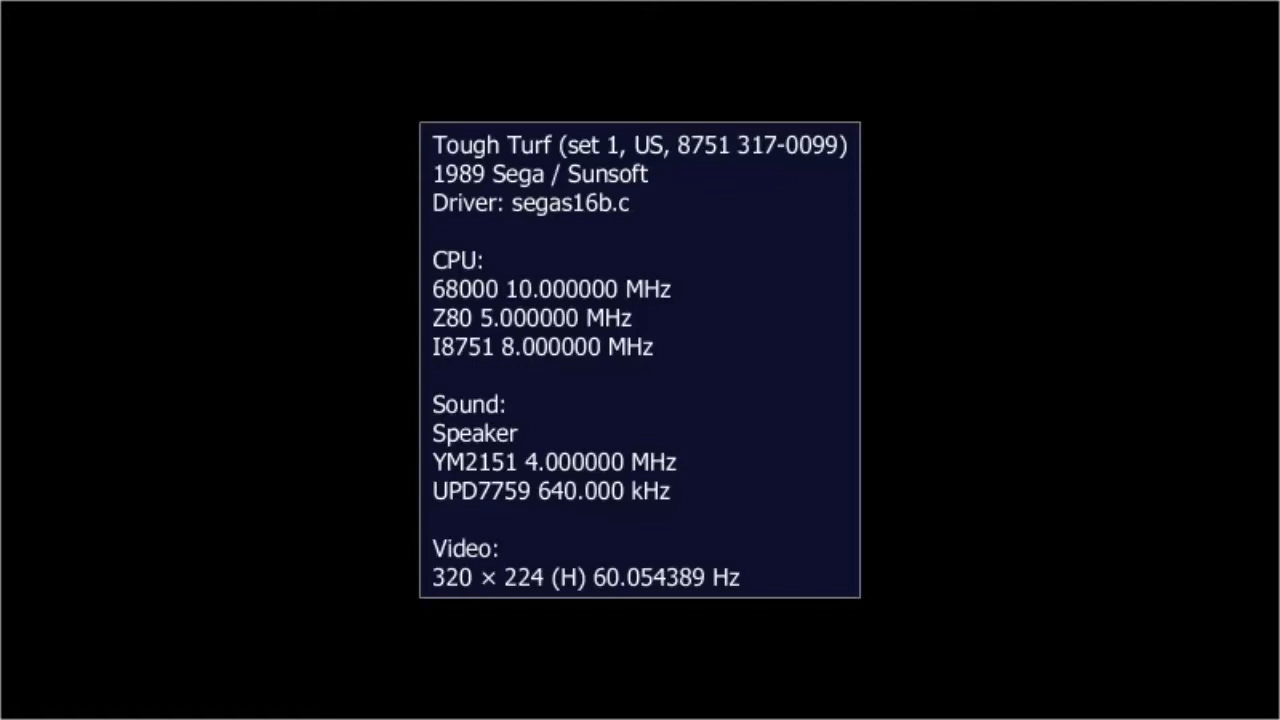 Tough Turf (set 1, US, 8751 317-0099)
1989 Sega / Sunsoft
Driver: segas16b.c
CPU:
68000 10.000000 MHz
Z80 5.000000 MHz
I8751 8.000000 MHz
Sound:
Speaker
YM2151 4.000000 MHz
UPD7759 640.000 kHz
Video:
320 × 224 (H) 60.054389 Hz